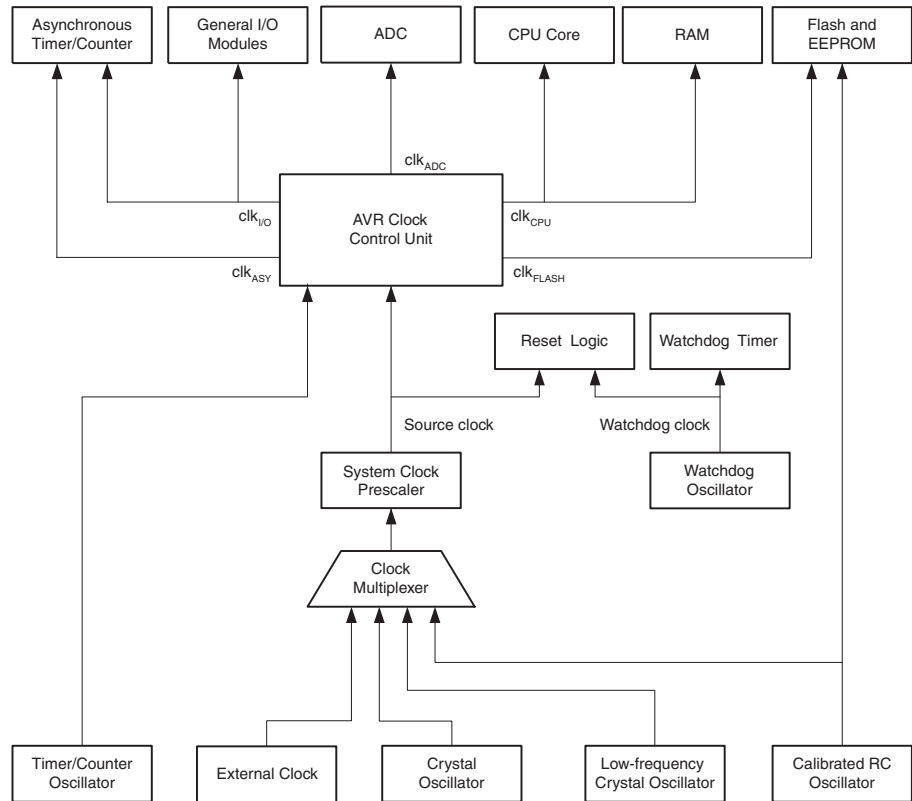 Asynchronous
Timer/Counter
General I/O
Modules
ADC
CPU Core
RAM
Flash and
EEPROM
clkADC
AVR Clock
Control Unit
clkI/O
clkCPU
clkASY
clkFLASH
Reset Logic
Watchdog Timer
Source clock
Watchdog clock
System Clock
Prescaler
Watchdog
Oscillator
Clock
Multiplexer
Timer/Counter
Oscillator
External Clock
Crystal
Oscillator
Low-frequency
Crystal Oscillator
Calibrated RC
Oscillator